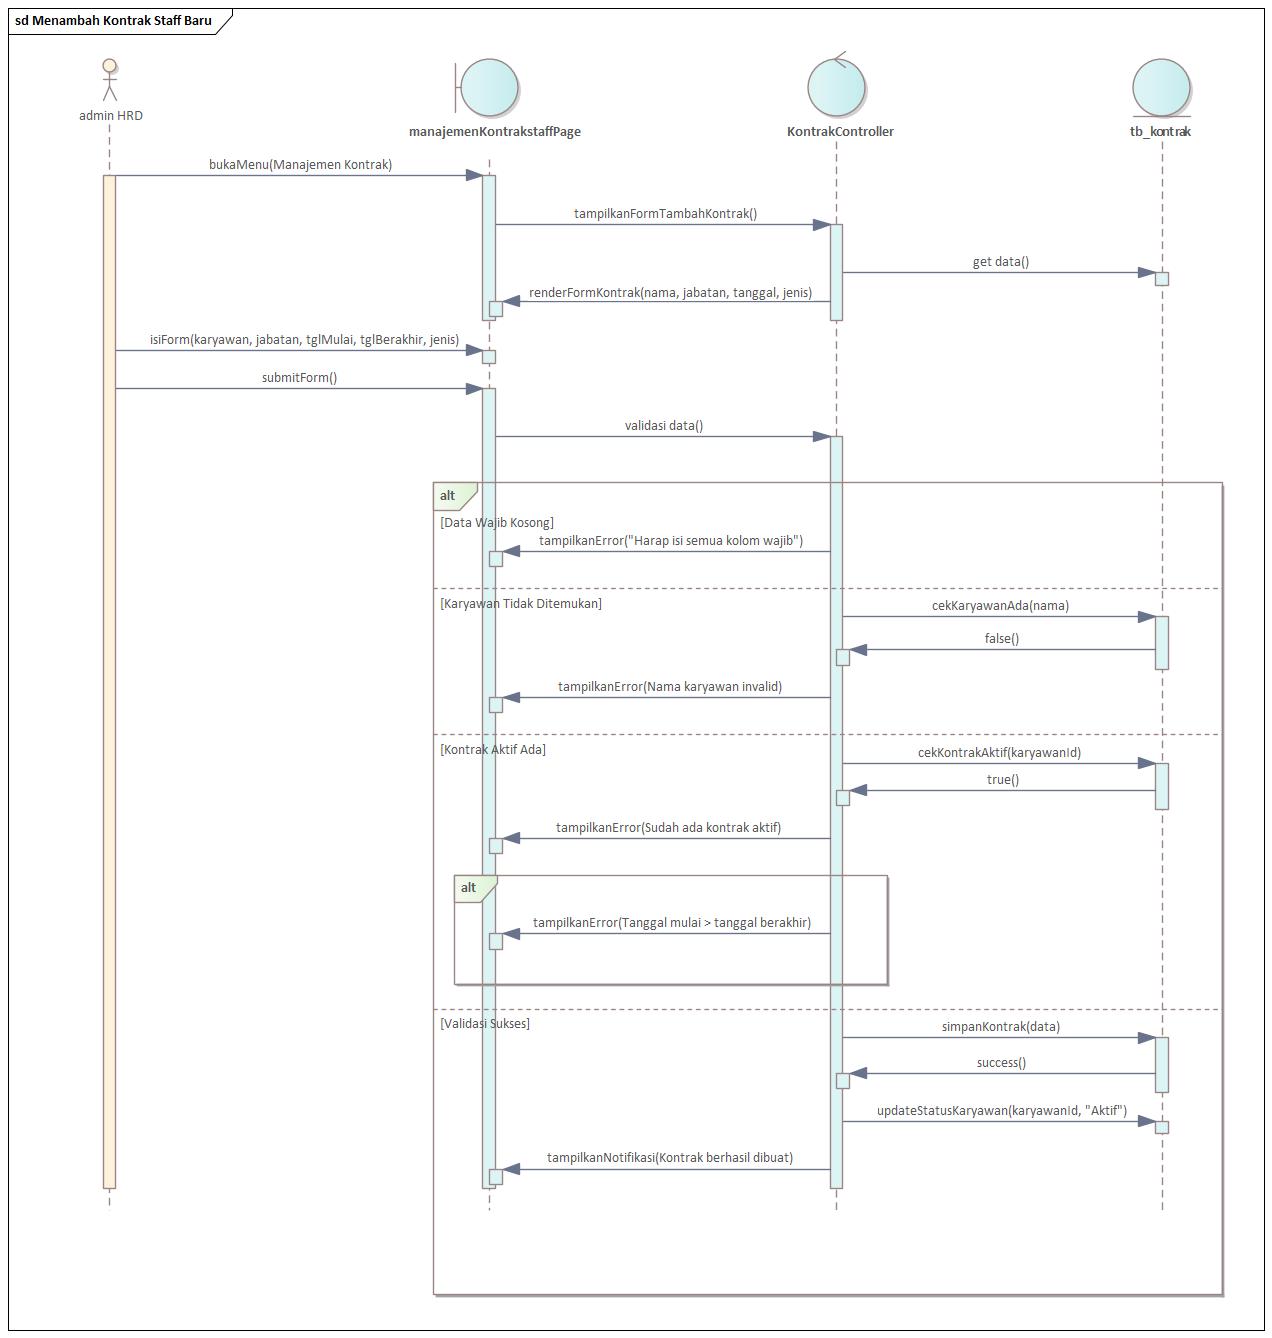 sd Menambah Kontrak Staff Baru
admin HRD
manajemenKontrakstaffPage
KontrakController
tb_kontrak
bukaMenu(Manajemen Kontrak)
tampilkanFormTambahKontrak()
get data()
renderFormKontrak(nama, jabatan, tanggal, jenis)
isiForm(karyawan, jabatan, tglMulai, tglBerakhir, jenis)
submitForm()
validasi data()
alt
[Data Wajib Kosong]
tampilkanError("Harap isi semua kolom wajib")
[Karyawan Tidak Ditemukan]
cekKaryawanAda(nama)
false()
tampilkanError(Nama karyawan invalid)
[Kontrak Aktif Ada]
cekKontrakAktif(karyawanId)
true()
tampilkanError(Sudah ada kontrak aktif)
alt
tampilkanError(Tanggal mulai > tanggal berakhir)
[Validasi Sukses]
simpanKontrak(data)
success()
updateStatusKaryawan(karyawanId, "Aktif")
tampilkanNotifikasi(Kontrak berhasil dibuat)